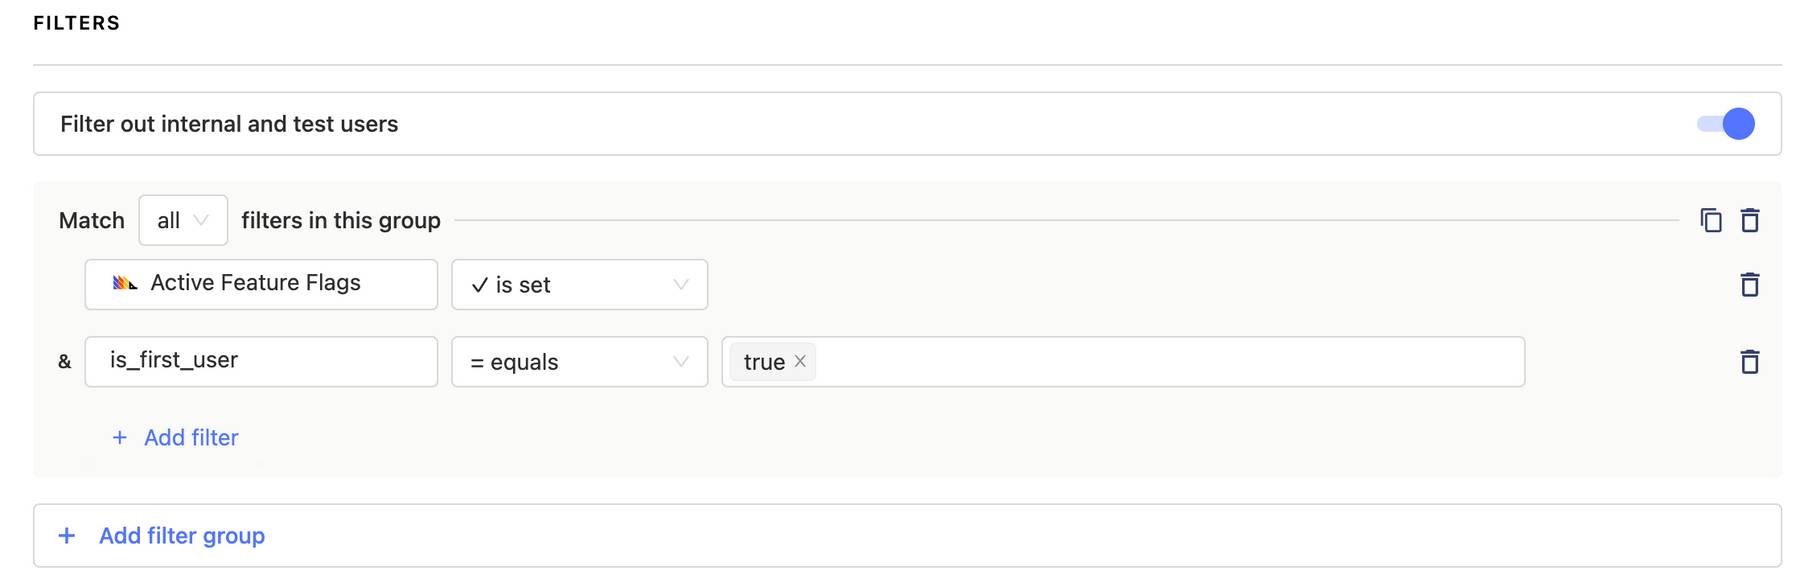 FILTERS
Filter out internal and test users
Match all filters in this group
Active Feature Flags ✓ is set
& is_first_user = equals true ×
+ Add filter
+ Add filter group